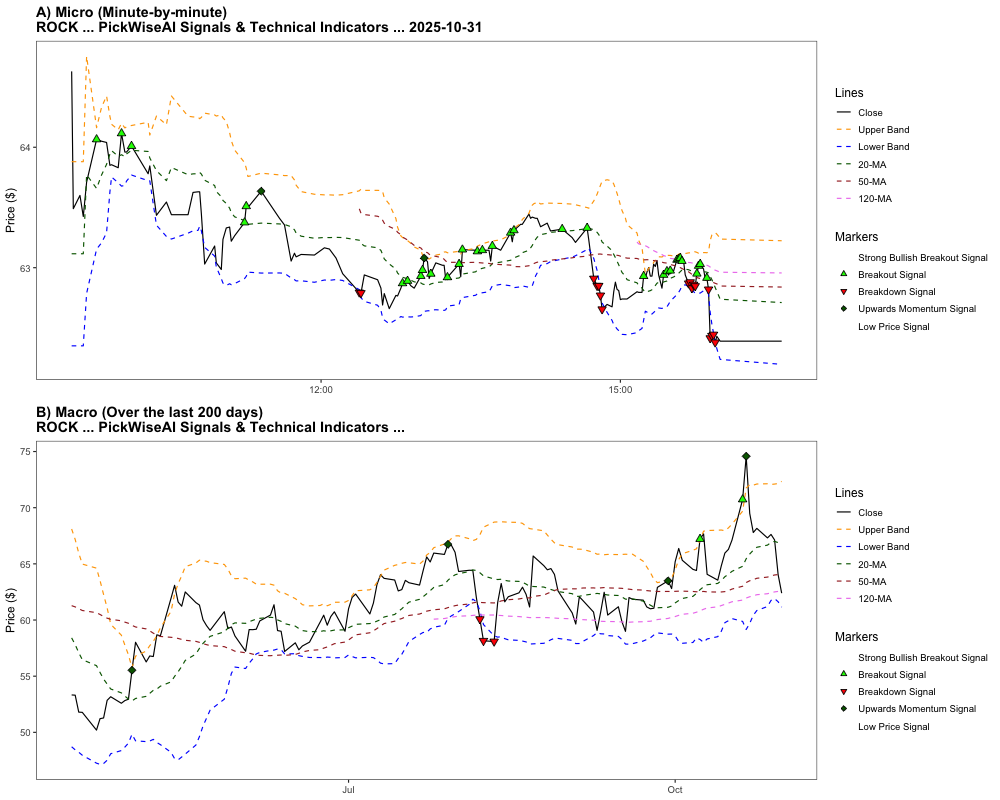 A) Micro (Minute-by-minute)
ROCK ... PickWiseAI Signals & Technical Indicators ... 2025-10-31
Price ($)
64
63
12:00
15:00
Lines
Close
Upper Band
Lower Band
20-MA
50-MA
120-MA
Markers
Strong Bullish Breakout Signal
Breakout Signal
Breakdown Signal
Upwards Momentum Signal
Low Price Signal
B) Macro (Over the last 200 days)
ROCK ... PickWiseAI Signals & Technical Indicators ...
Price ($)
75
70
65
60
55
50
Jul
Oct
Lines
Close
Upper Band
Lower Band
20-MA
50-MA
120-MA
Markers
Strong Bullish Breakout Signal
Breakout Signal
Breakdown Signal
Upwards Momentum Signal
Low Price Signal